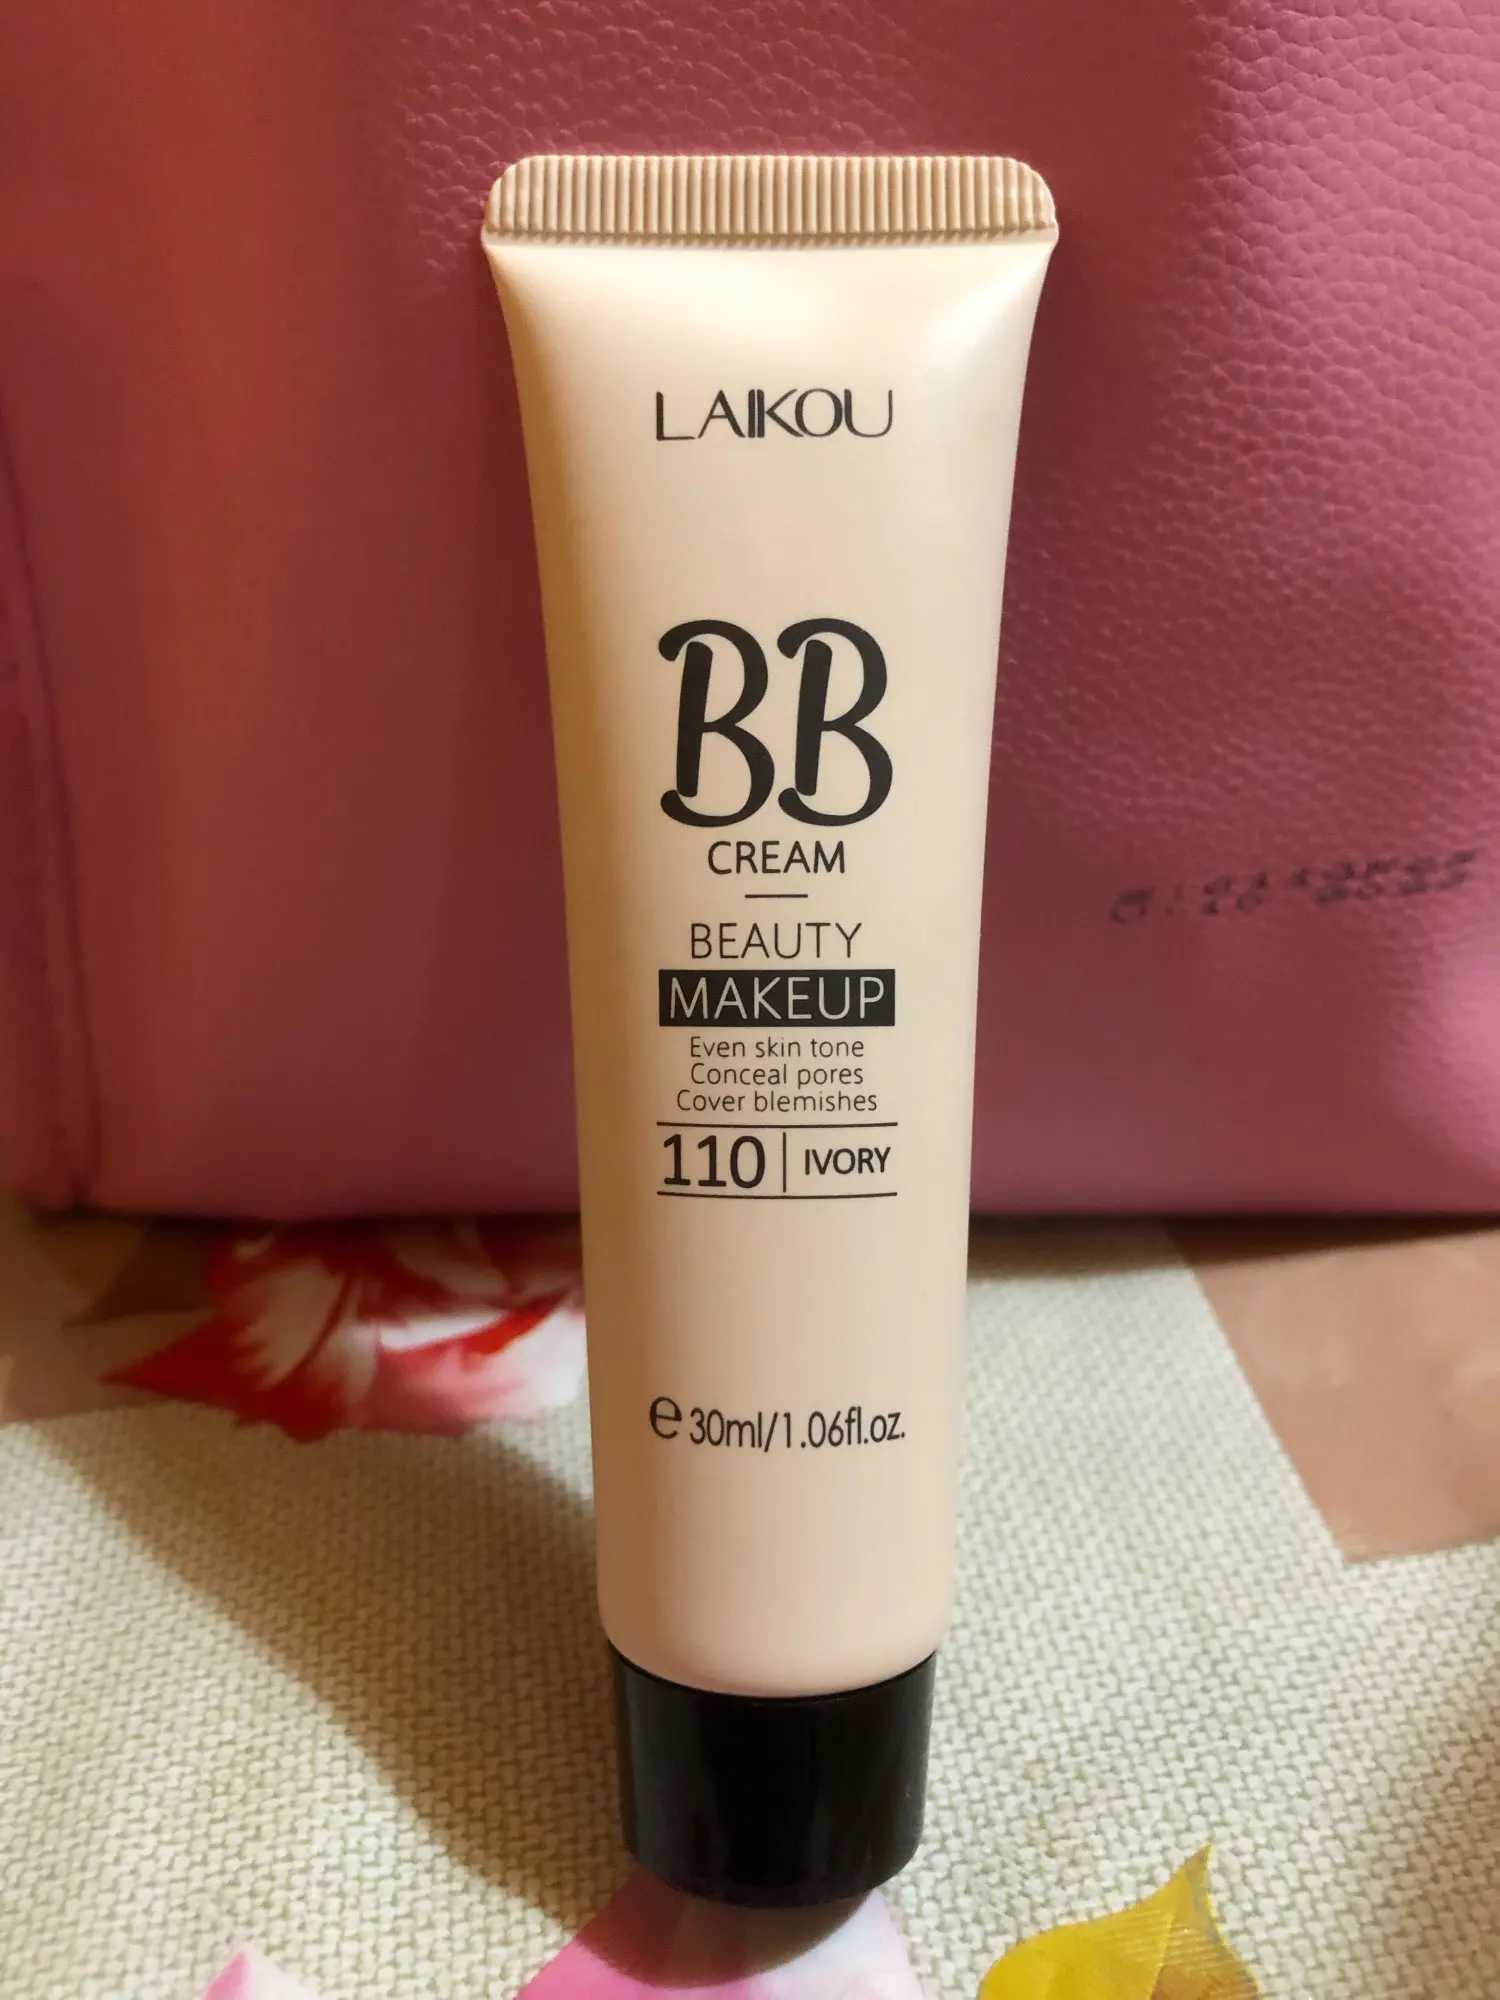 LAIKOU
BB
CREAM
BEAUTY
MAKEUP
Even skin tone
Conceal pores
Cover blemishes
110 | IVORY
℮ 30ml/1.06fl.oz.